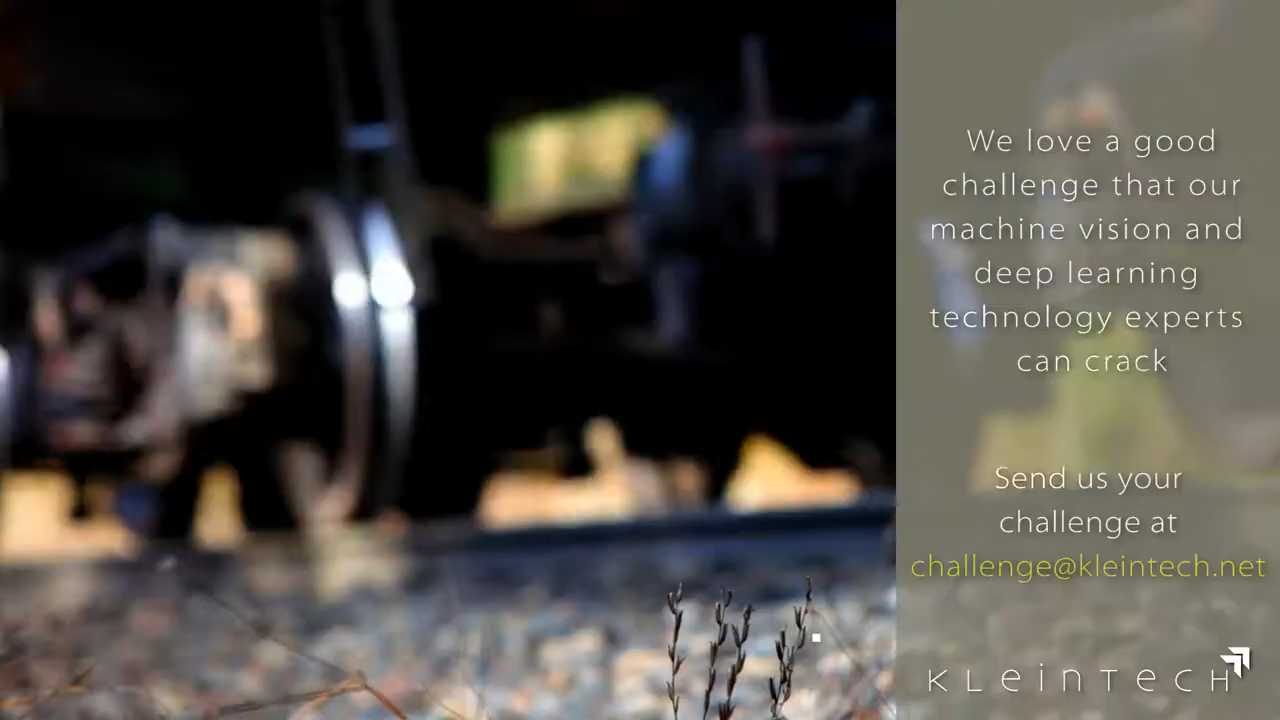 We love a good
challenge that our
machine vision and
deep learning
technology experts
can crack
Send us your
challenge at
challenge@kleintech.net
KLeinTecH